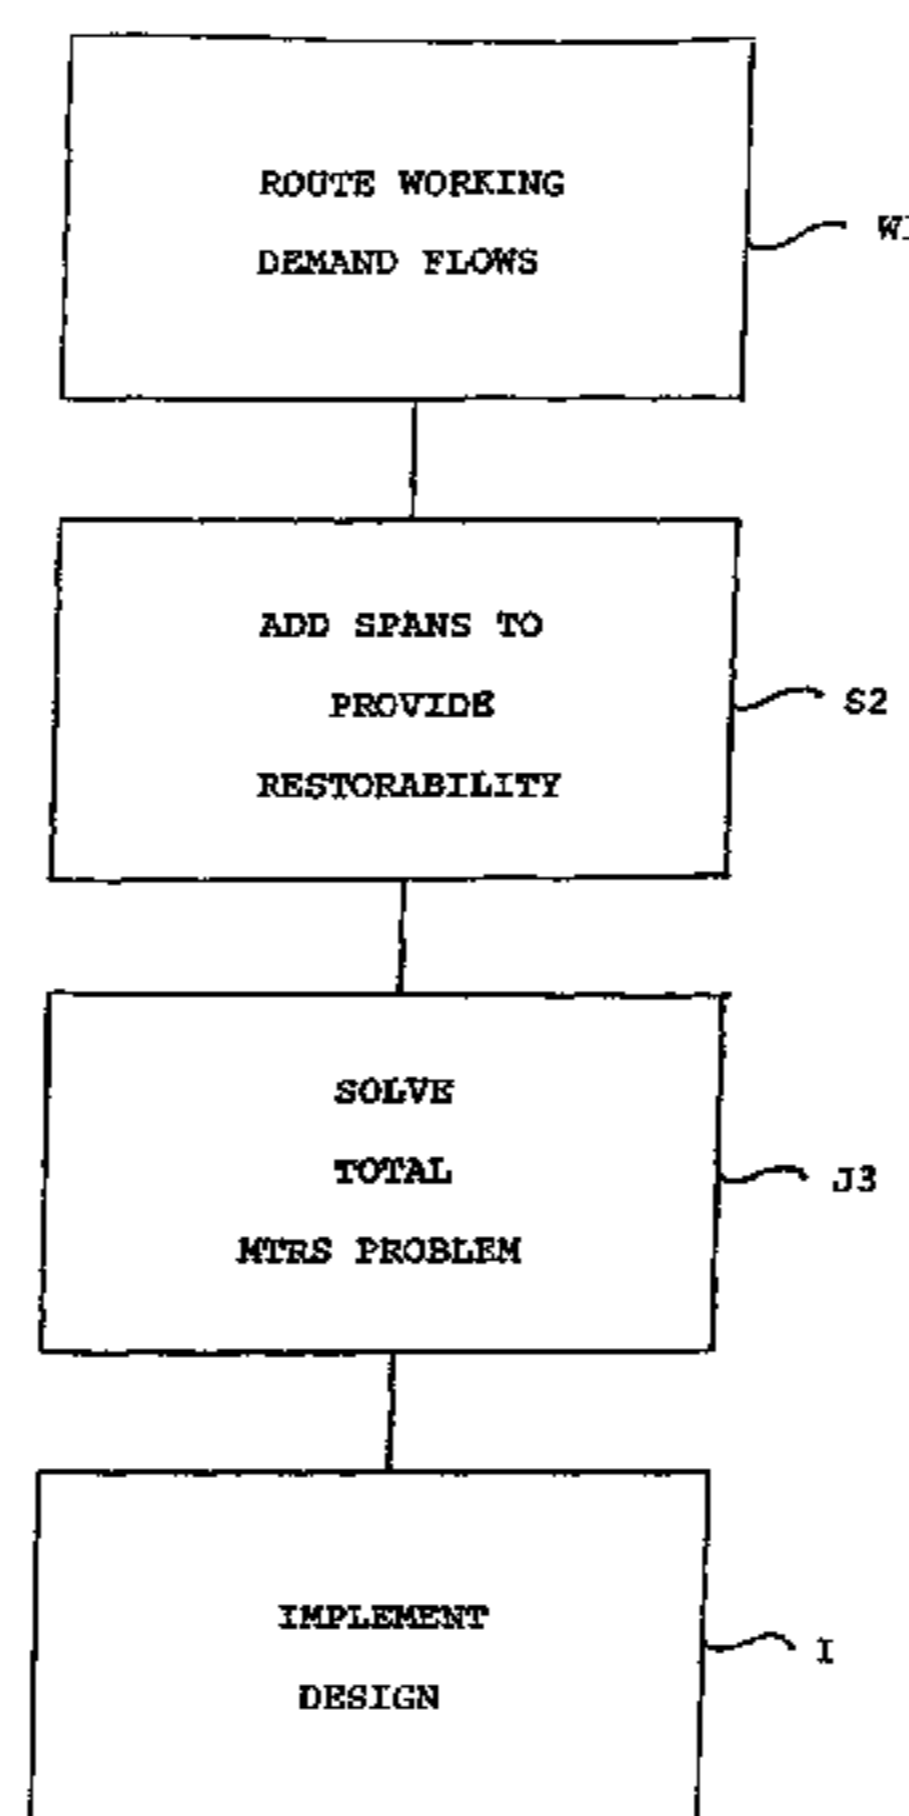 ROUTE WORKING
DEMAND FLOWS
ADD SPANS TO
PROVIDE
RESTORABILITY
S2
SOLVE
TOTAL
MTRS PROBLEM
J3
IMPLEMENT
DESIGN
I